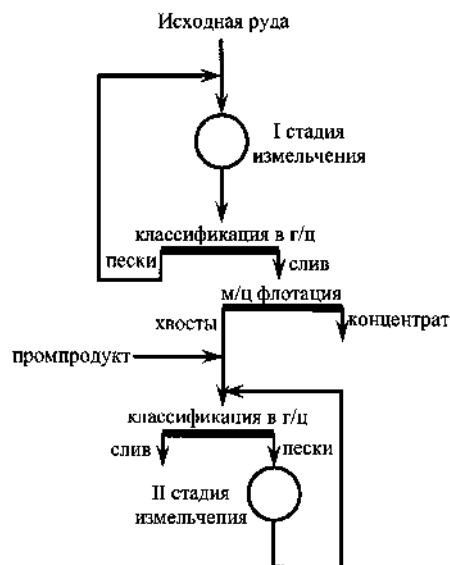 Исходная руда
I стадия
измельчения
классификация в г/ц
пески
слив
м/ц флотация
хвосты
концентрат
промпродукт
классификация в г/ц
слив
пески
II стадия
измельчения